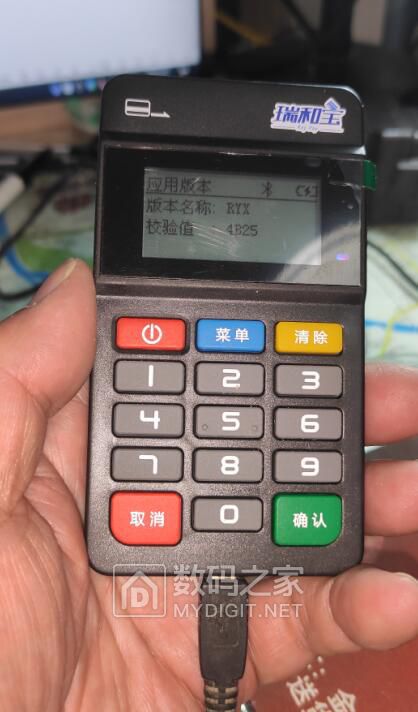 瑞和宝
应用版本
版本名称: RYX
校验值 4B25
菜单 清除
1 2 3
4 5 6
7 8 9
取消 0 确认
数码之家
MYDIGIT.NET